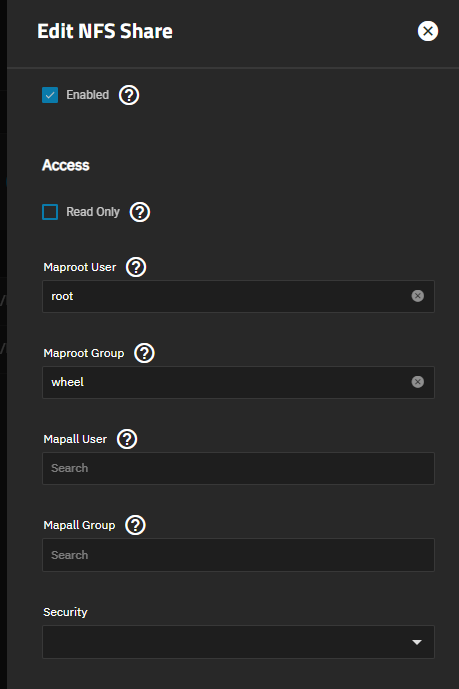 Edit NFS Share
Enabled
Access
Read Only
Maproot User
root
Maproot Group
wheel
Mapall User
Search
Mapall Group
Search
Security